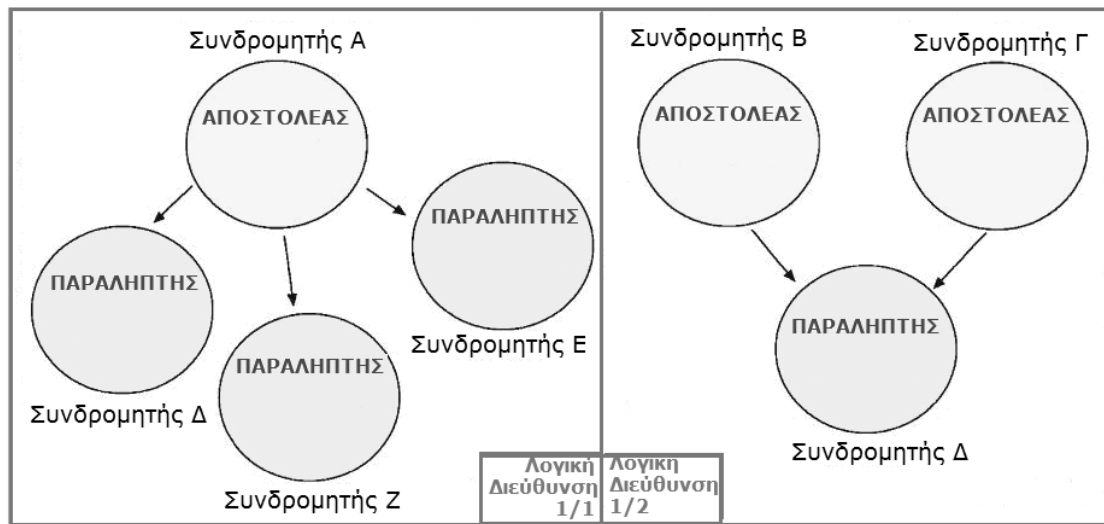 Συνδρομητής Α
ΑΠΟΣΤΟΛΕΑΣ
ΠΑΡΑΛΗΠΤΗΣ
Συνδρομητής Δ
ΠΑΡΑΛΗΠΤΗΣ
Συνδρομητής Ζ
ΠΑΡΑΛΗΠΤΗΣ
Συνδρομητής Ε
Λογική
Διεύθυνση
1/1
Συνδρομητής Β
ΑΠΟΣΤΟΛΕΑΣ
Συνδρομητής Γ
ΑΠΟΣΤΟΛΕΑΣ
ΠΑΡΑΛΗΠΤΗΣ
Συνδρομητής Δ
Λογικη
Διεύθυνση
1/2